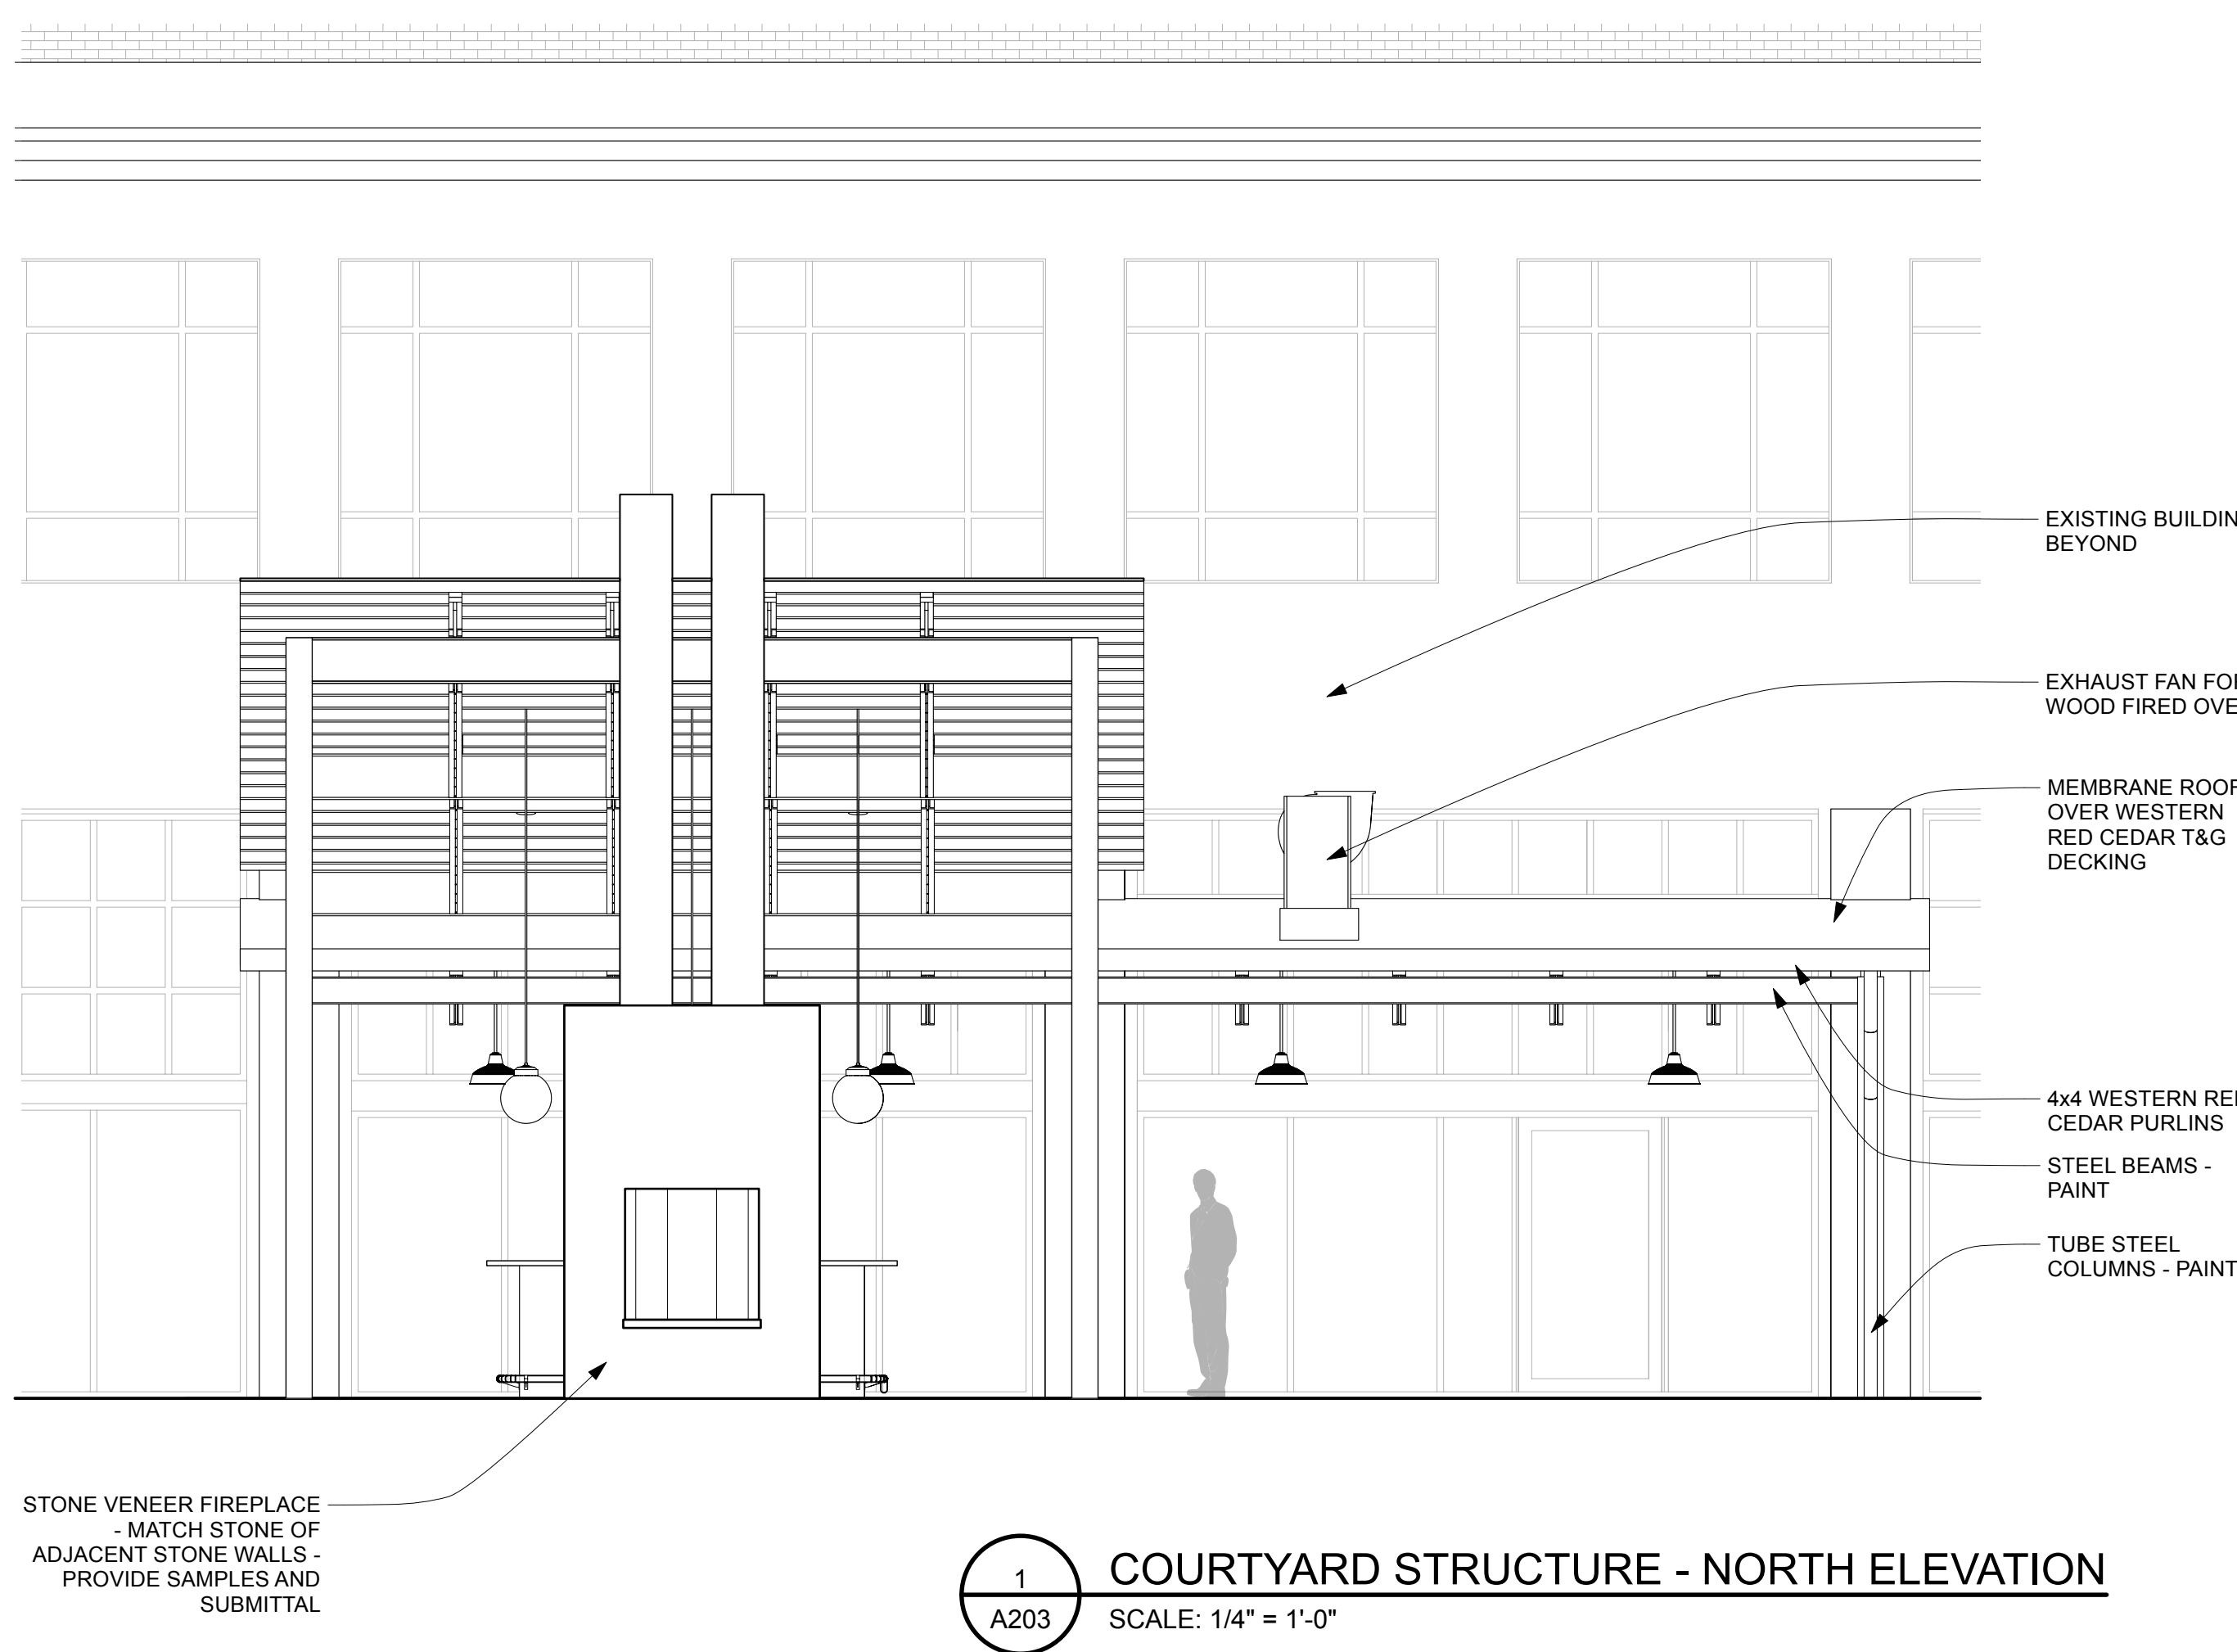 EXISTING BUILDIN
BEYOND
EXHAUST FAN FO
WOOD FIRED OVE
MEMBRANE ROOF
OVER WESTERN
RED CEDAR T&G
DECKING
4x4 WESTERN RE
CEDAR PURLINS
STEEL BEAMS -
PAINT
TUBE STEEL
COLUMNS - PAINT
STONE VENEER FIREPLACE
- MATCH STONE OF
ADJACENT STONE WALLS -
PROVIDE SAMPLES AND
SUBMITTAL
1
A203
COURTYARD STRUCTURE - NORTH ELEVATION
SCALE: 1/4" = 1'-0"